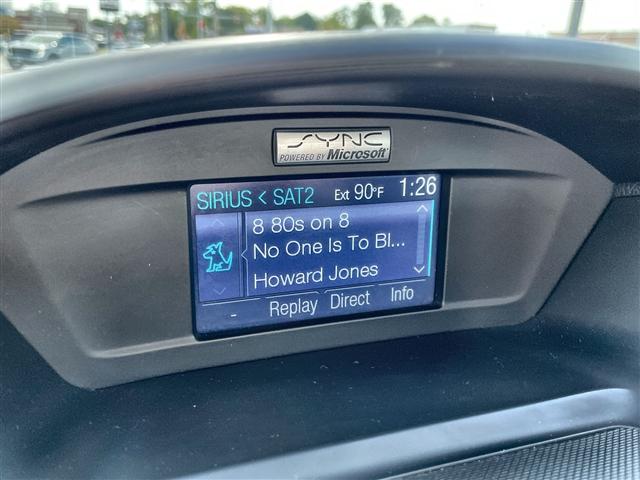 SYNC
POWERED BY Microsoft®
SIRIUS < SAT2 Ext 90°F 1:26
8 80s on 8
No One Is To Bl...
Howard Jones
- Replay Direct Info